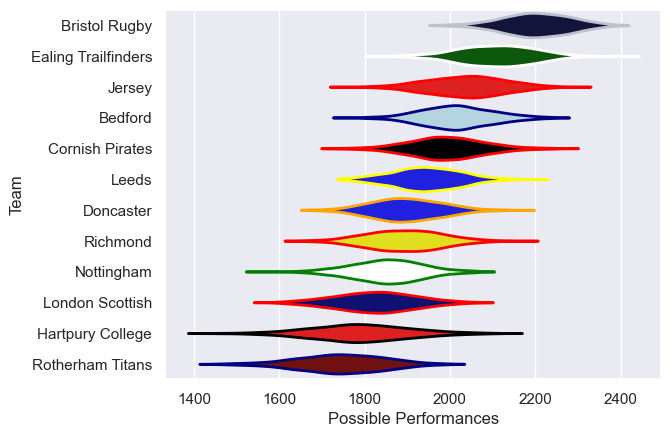 Bristol Rugby
Ealing Trailfinders
Jersey
Bedford
Cornish Pirates
Leeds
Doncaster
Richmond
Nottingham
London Scottish
Hartpury College
Rotherham Titans
Team
1400 1600 1800 2000 2200 2400
Possible Performances